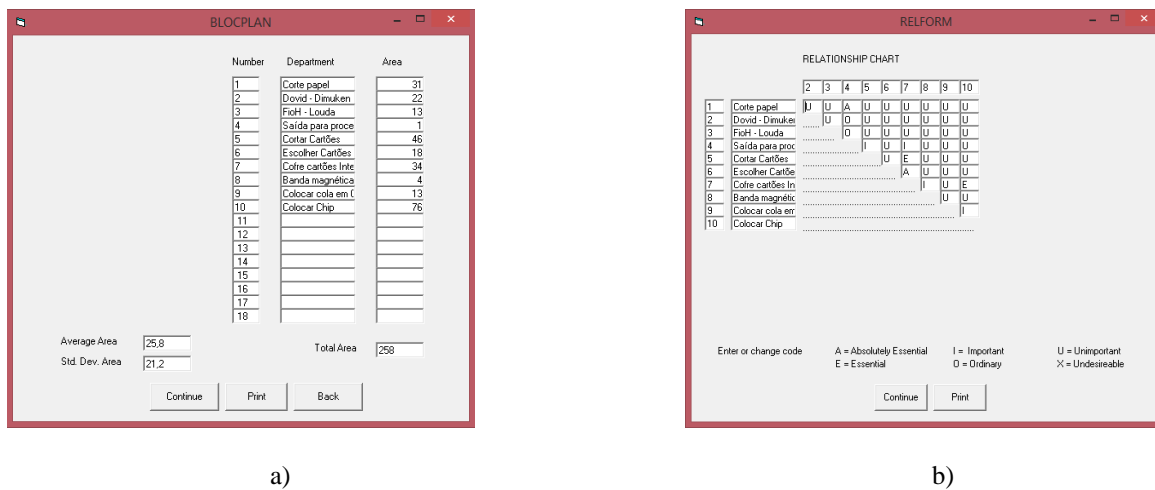 BLOCPLAN
Number Department Area
1 Corte papel 31
2 Dovid - Dimuken 22
3 FioH - Louda 13
4 Saída para proce 1
5 Cortar Cartões 46
6 Escolher Cartões 18
7 Cofre cartões Inte 34
8 Banda magnética 4
9 Colocar cola em C 13
10 Colocar Chip 76
11
12
13
14
15
16
17
18
Average Area 25,8
Std. Dev. Area 21,2
Total Area 258
Continue Print Back
a)
RELFORM
RELATIONSHIP CHART
2 3 4 5 6 7 8 9 10
1 Corte papel U U A U U U U U U
2 Dovid - Dimuker U O U U U U U U
3 FioH - Louda O U U U U U U
4 Saída para proc I U I U U U
5 Cortar Cartões U E U U U
6 Escolher Cartõe A U U U
7 Cofre cartões In I U E
8 Banda magnétic U U
9 Colocar cola em I
10 Colocar Chip
Enter or change code A = Absolutely Essential I = Important U = Unimportant
E = Essential O = Ordinary X = Undesireable
Continue Print
b)